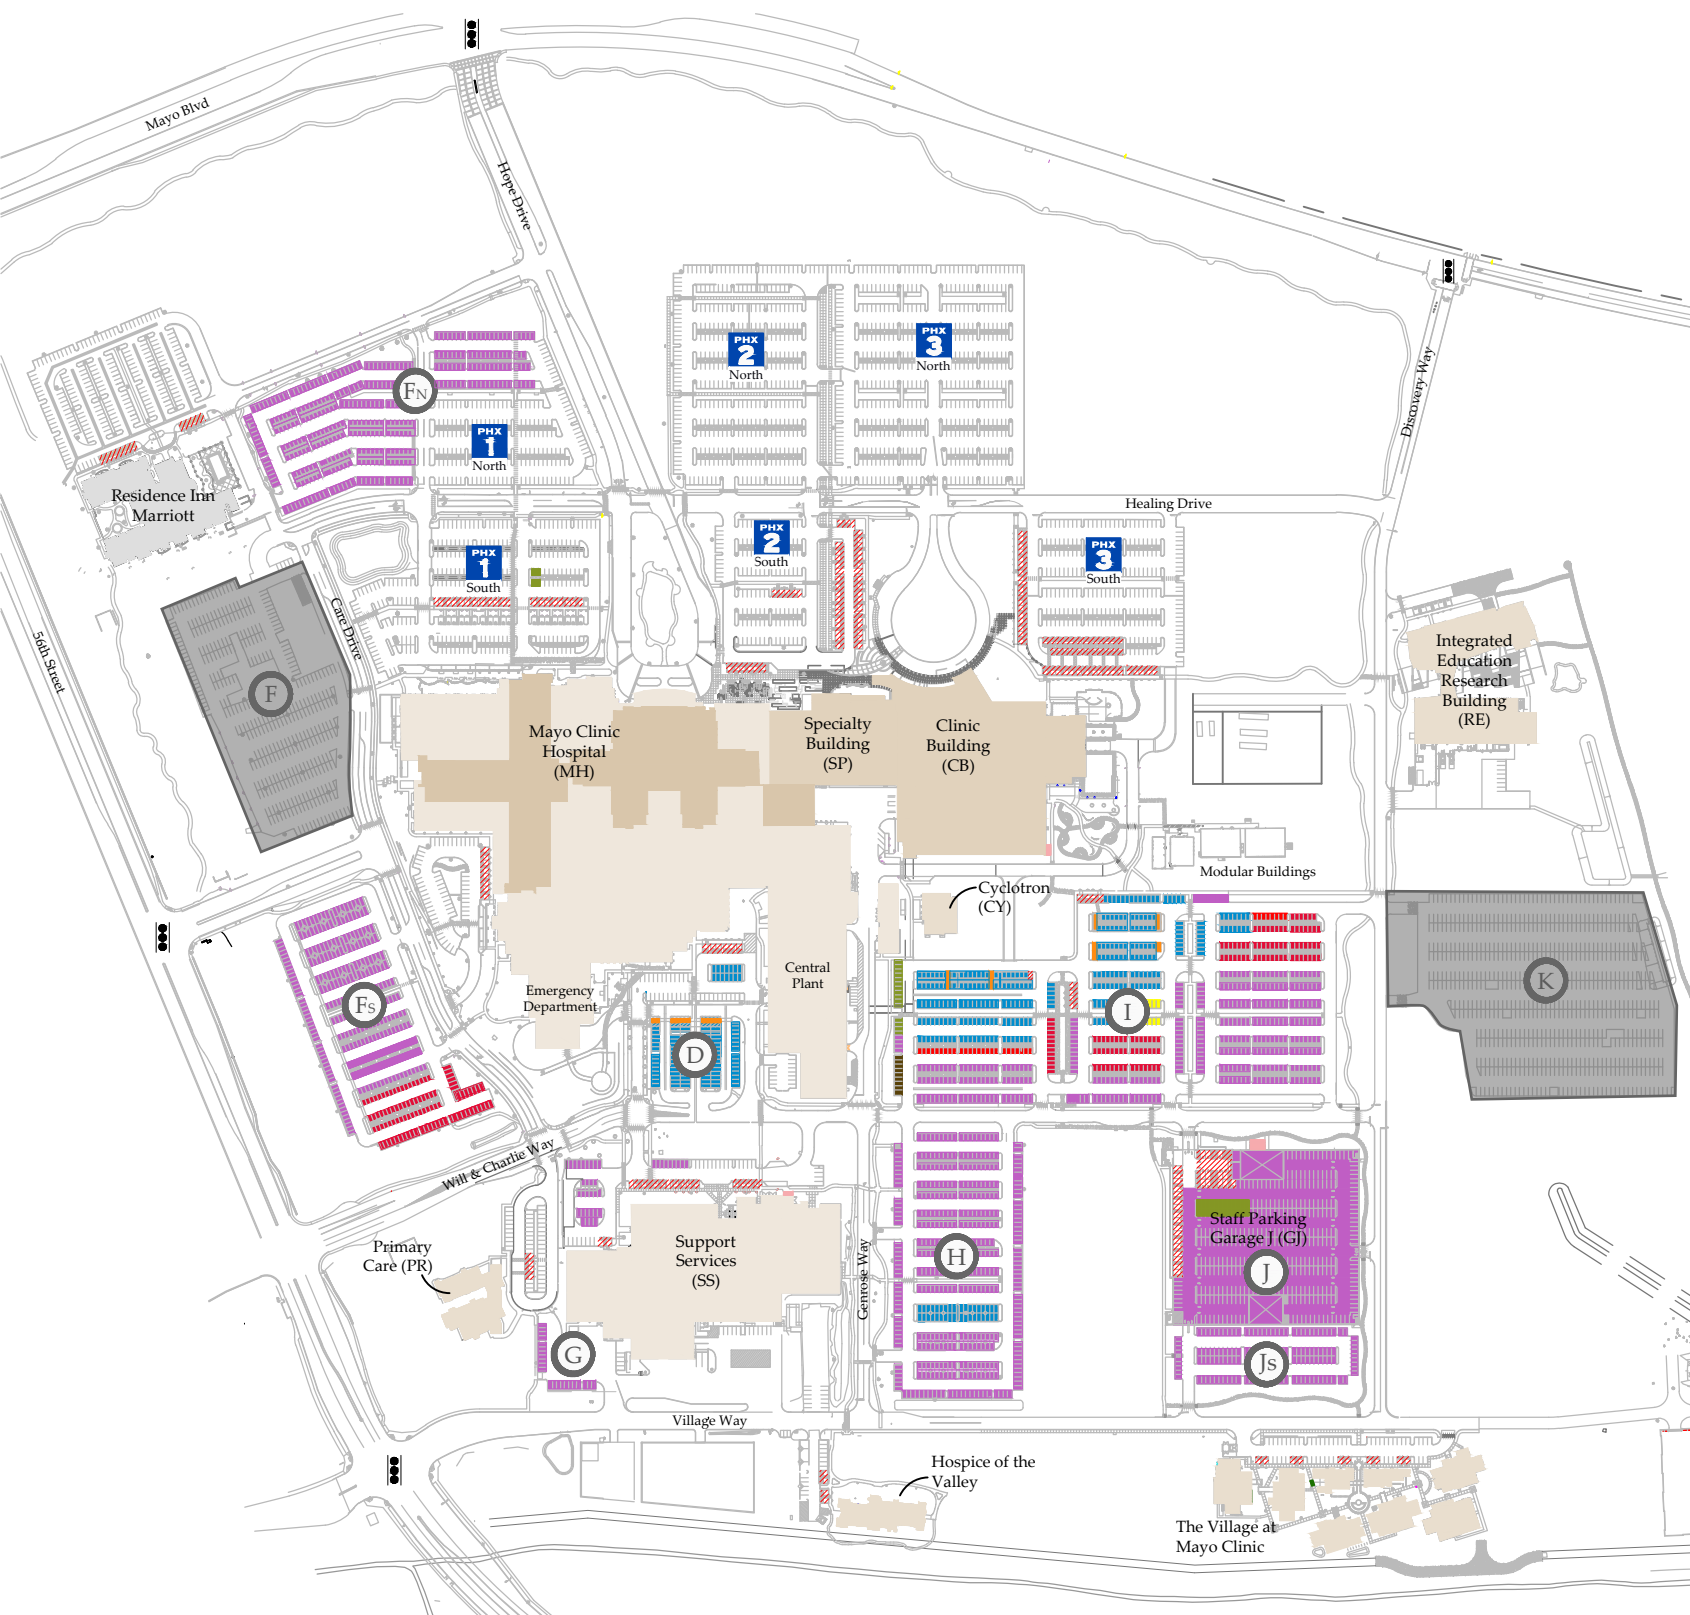 Mayo Blvd
Hope Drive
Discovery Way
PHX
2
North
PHX
3
North
FN
PHX
1
North
Residence Inn
Marriott
Healing Drive
PHX
1
South
PHX
2
South
PHX
3
South
56th Street
Care Drive
F
Integrated
Education
Research
Building
(RE)
Mayo Clinic
Hospital
(MH)
Specialty
Building
(SP)
Clinic
Building
(CB)
Modular Buildings
Cyclotron
(CY)
Central
Plant
Emergency
Department
FS
D
I
K
Will & Charlie Way
Primary
Care (PR)
Support
Services
(SS)
Genrose Way
H
Staff Parking
Garage J (GJ)
J
G
Js
Village Way
Hospice of the
Valley
The Village at
Mayo Clinic